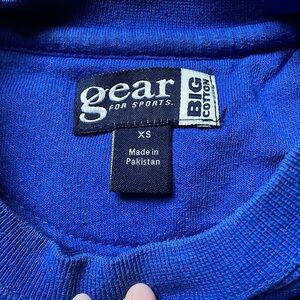 gear
FOR SPORTS.
BIG
COTTON
XS
Made in
Pakistan